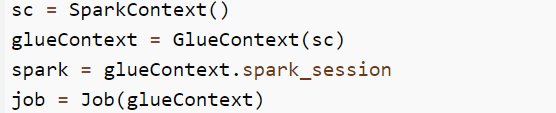 sc = SparkContext()
glueContext = GlueContext(sc)
spark = glueContext.spark_session
job = Job(glueContext)